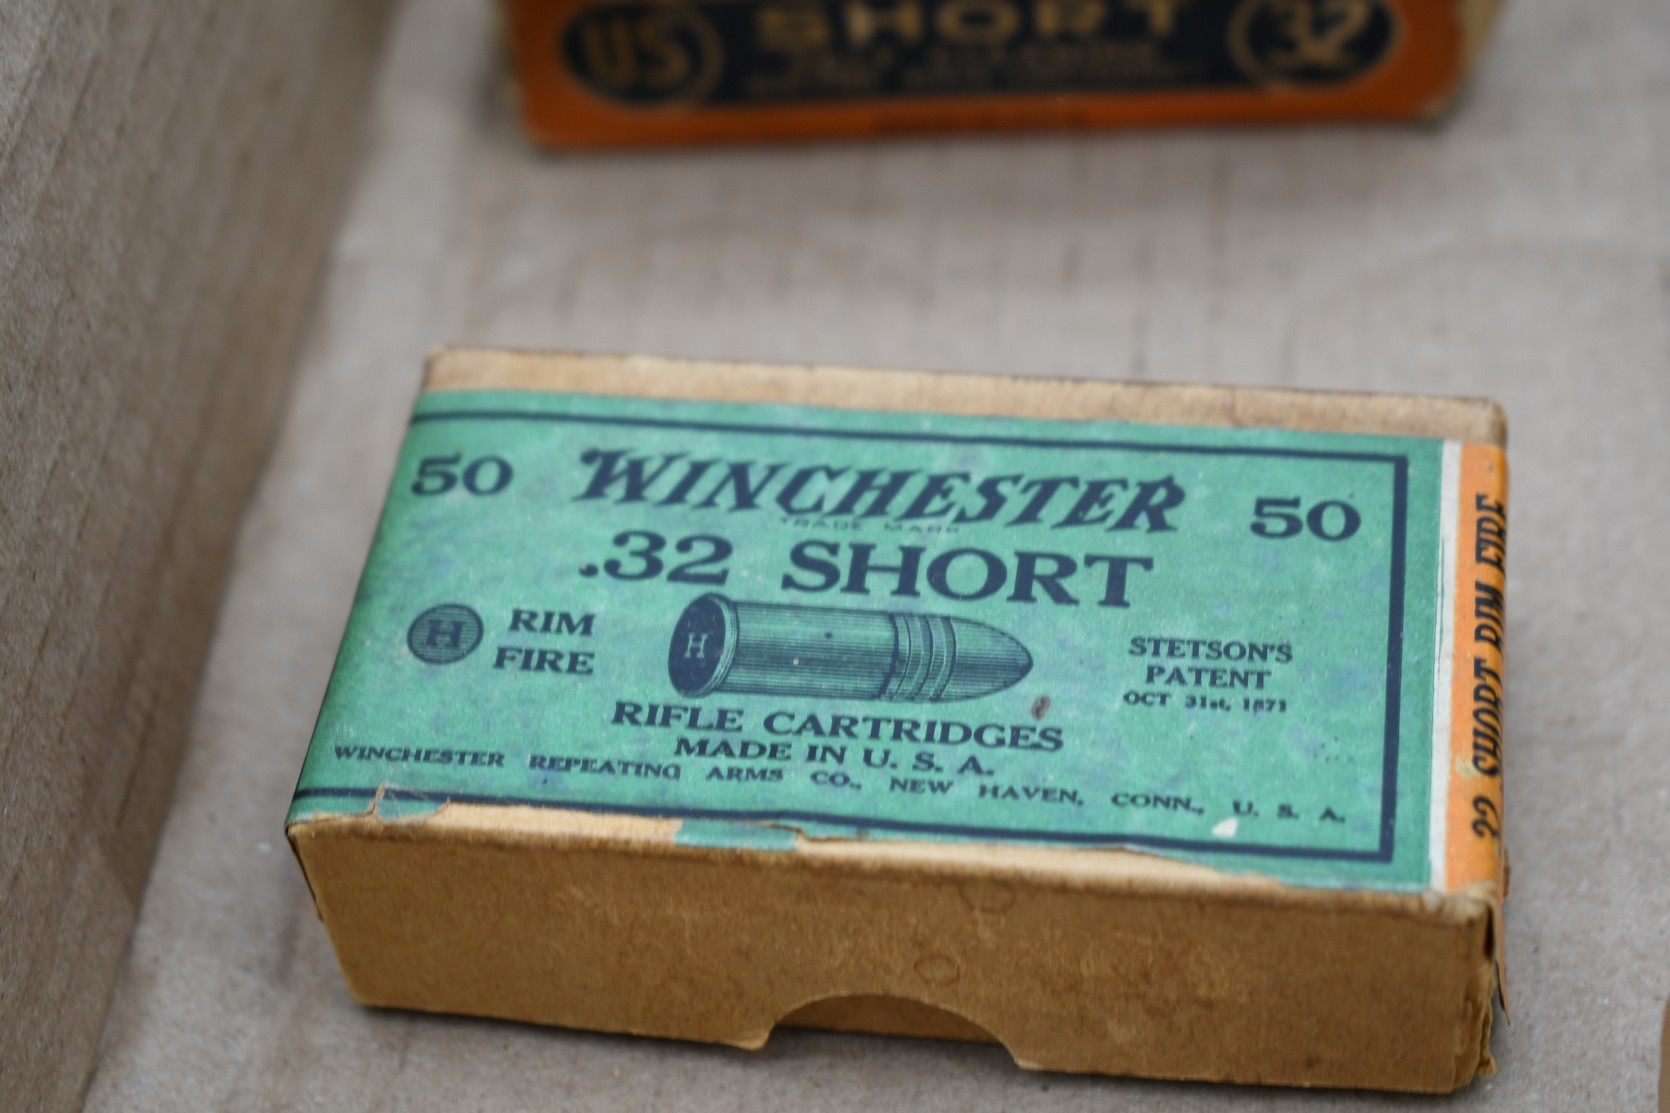 US SHORT 32
50 WINCHESTER 50
TRADE MARK
.32 SHORT
H RIM
FIRE
H
STETSON'S
PATENT
OCT 31st, 1871
RIFLE CARTRIDGES
MADE IN U. S. A.
WINCHESTER REPEATING ARMS CO., NEW HAVEN, CONN., U. S. A.
32 SHORT RIM FIRE